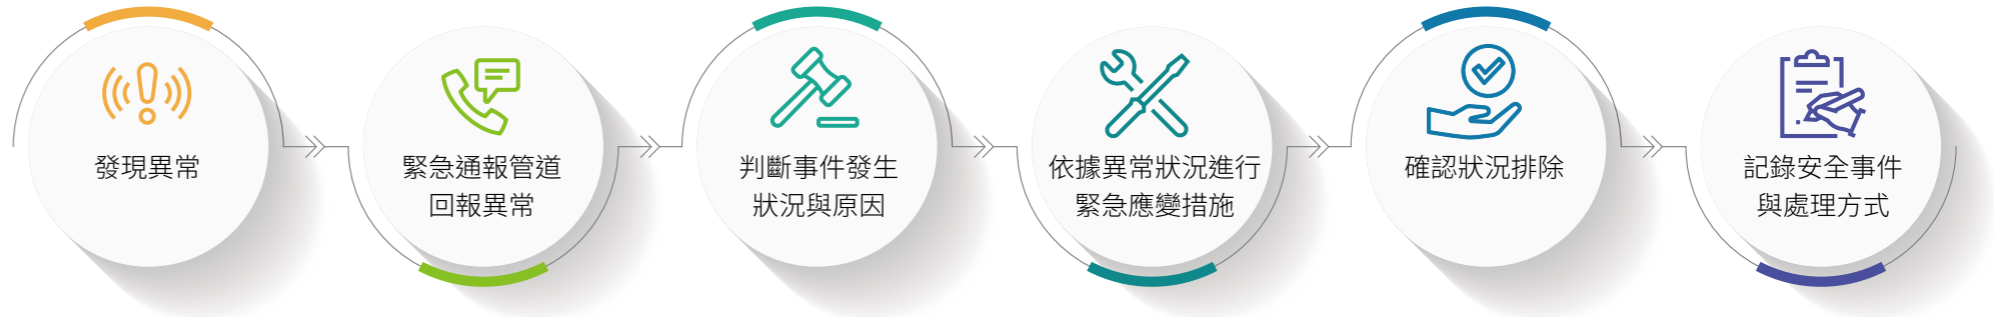 發現異常
緊急通報管道
回報異常
判斷事件發生
狀況與原因
依據異常狀況進行
緊急應變措施
確認狀況排除
記錄安全事件
與處理方式